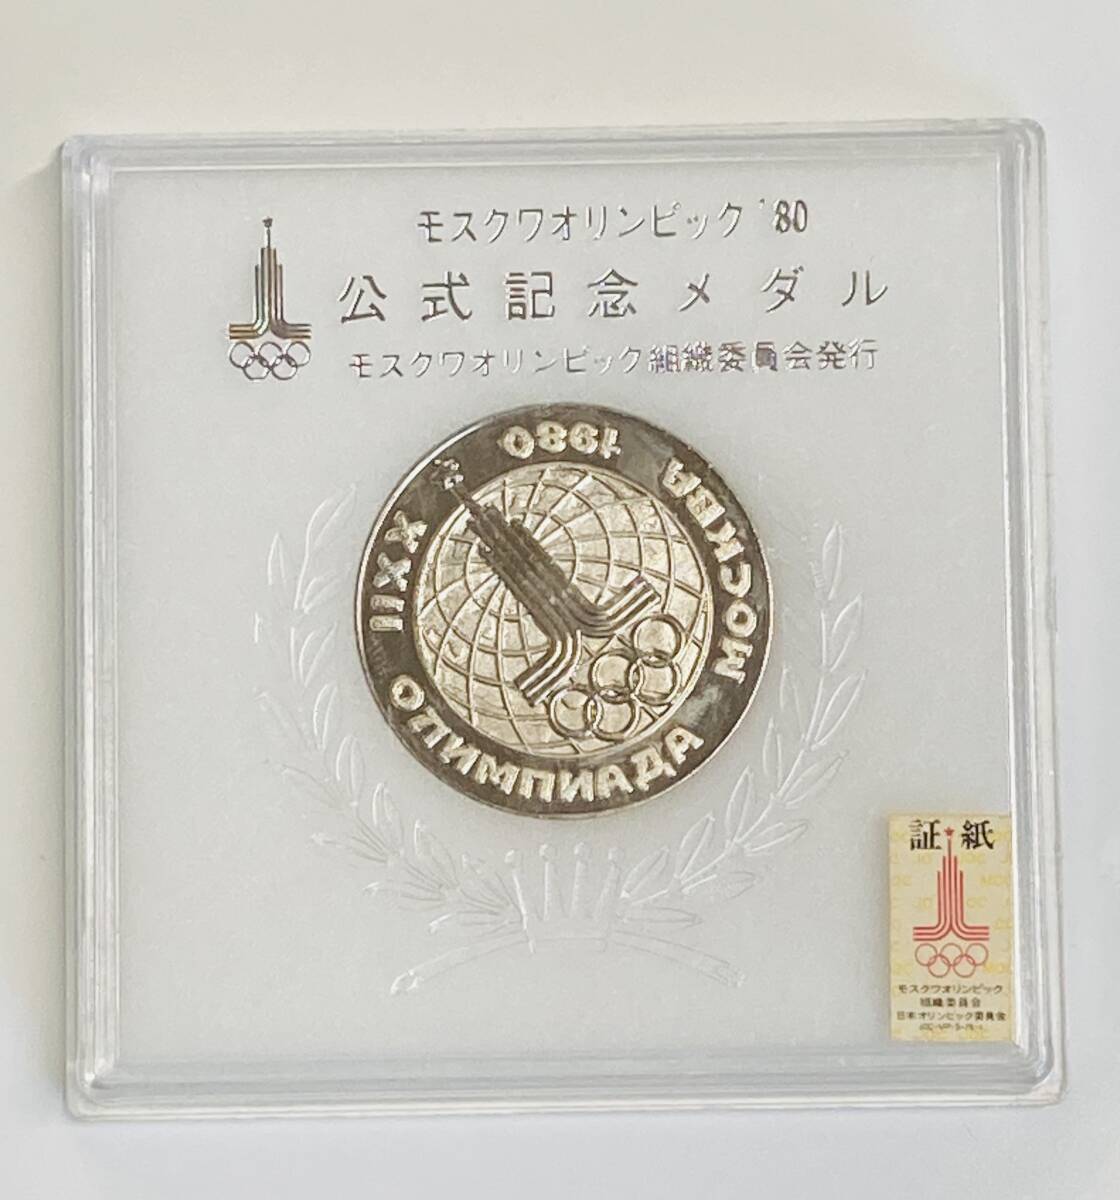 モスクワオリンピック '80
公式記念メダル
モスクワオリンピック組織委員会発行
1980
МОСКВА
XXII ОЛИМПИАДА
証紙
モスクワオリンピック
組織委員会
日本オリンピック委員会